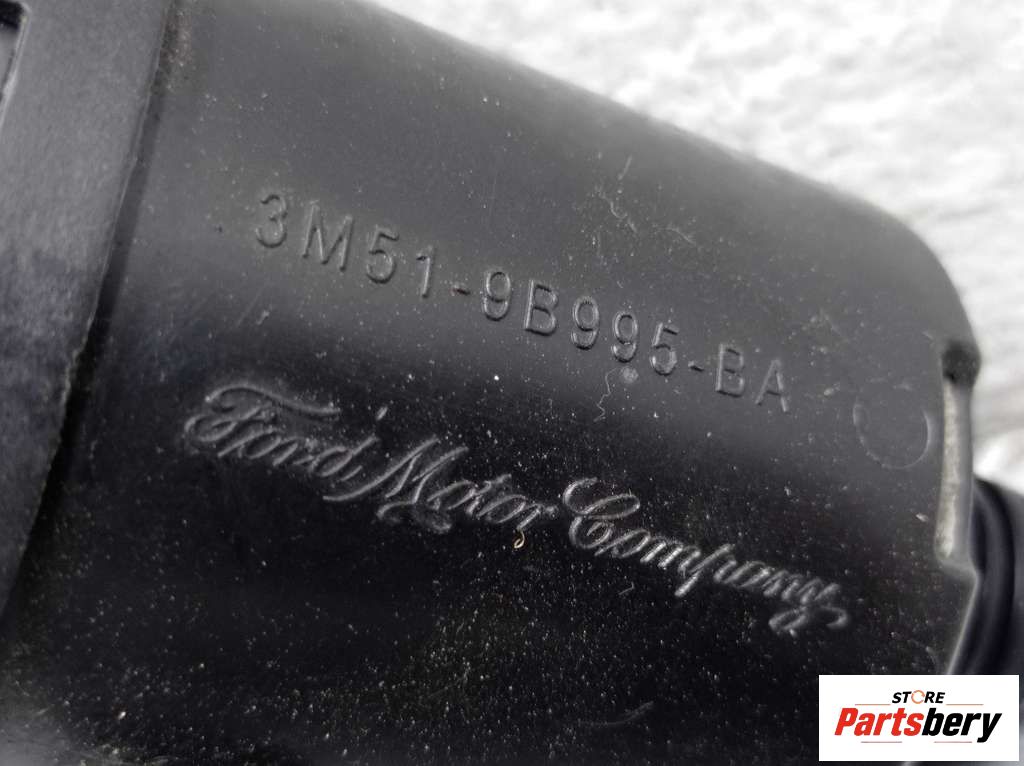 3M51-9B995-BA
Ford Motor Company
STORE
Partsbery